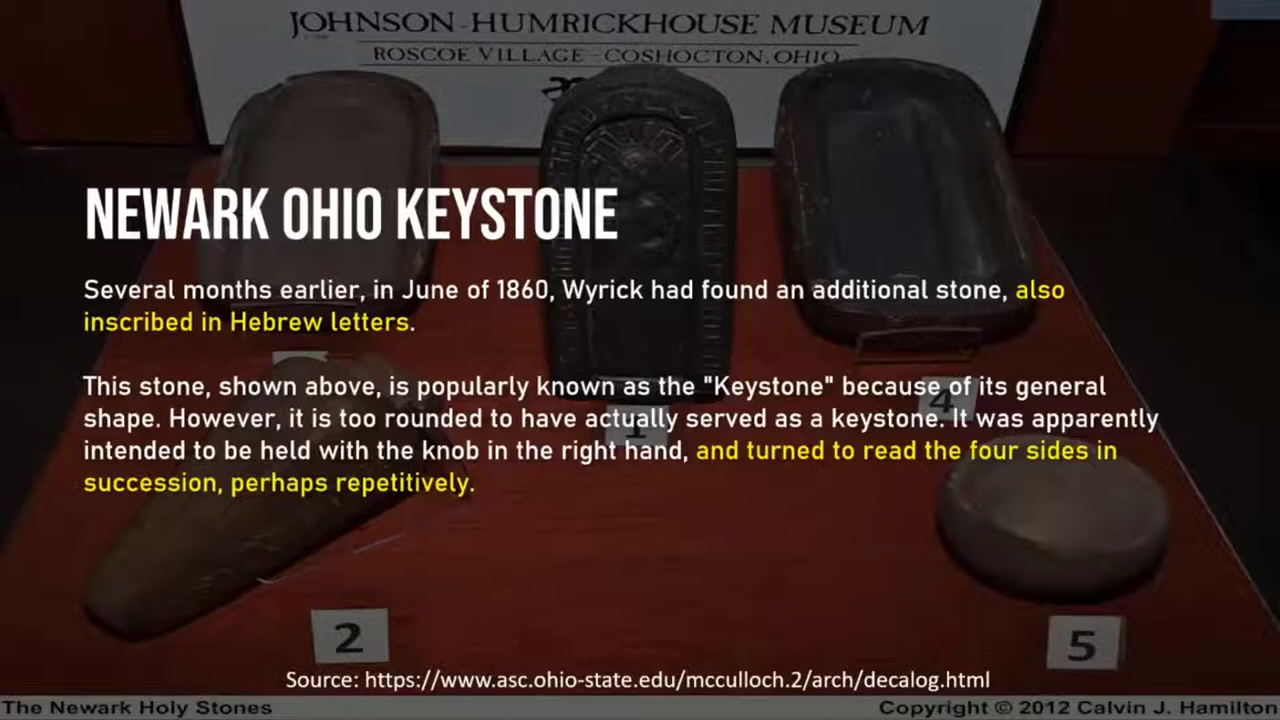 JOHNSON-HUMRICKHOUSE MUSEUM
ROSCOE VILLAGE - COSHOCTON, OHIO
NEWARK OHIO KEYSTONE
Several months earlier, in June of 1860, Wyrick had found an additional stone, also
inscribed in Hebrew letters.
This stone, shown above, is popularly known as the "Keystone" because of its general
shape. However, it is too rounded to have actually served as a keystone. It was apparently
intended to be held with the knob in the right hand, and turned to read the four sides in
succession, perhaps repetitively.
4
1
2
5
Source: https://www.asc.ohio-state.edu/mcculloch.2/arch/decalog.html
The Newark Holy Stones
Copyright © 2012 Calvin J. Hamilton